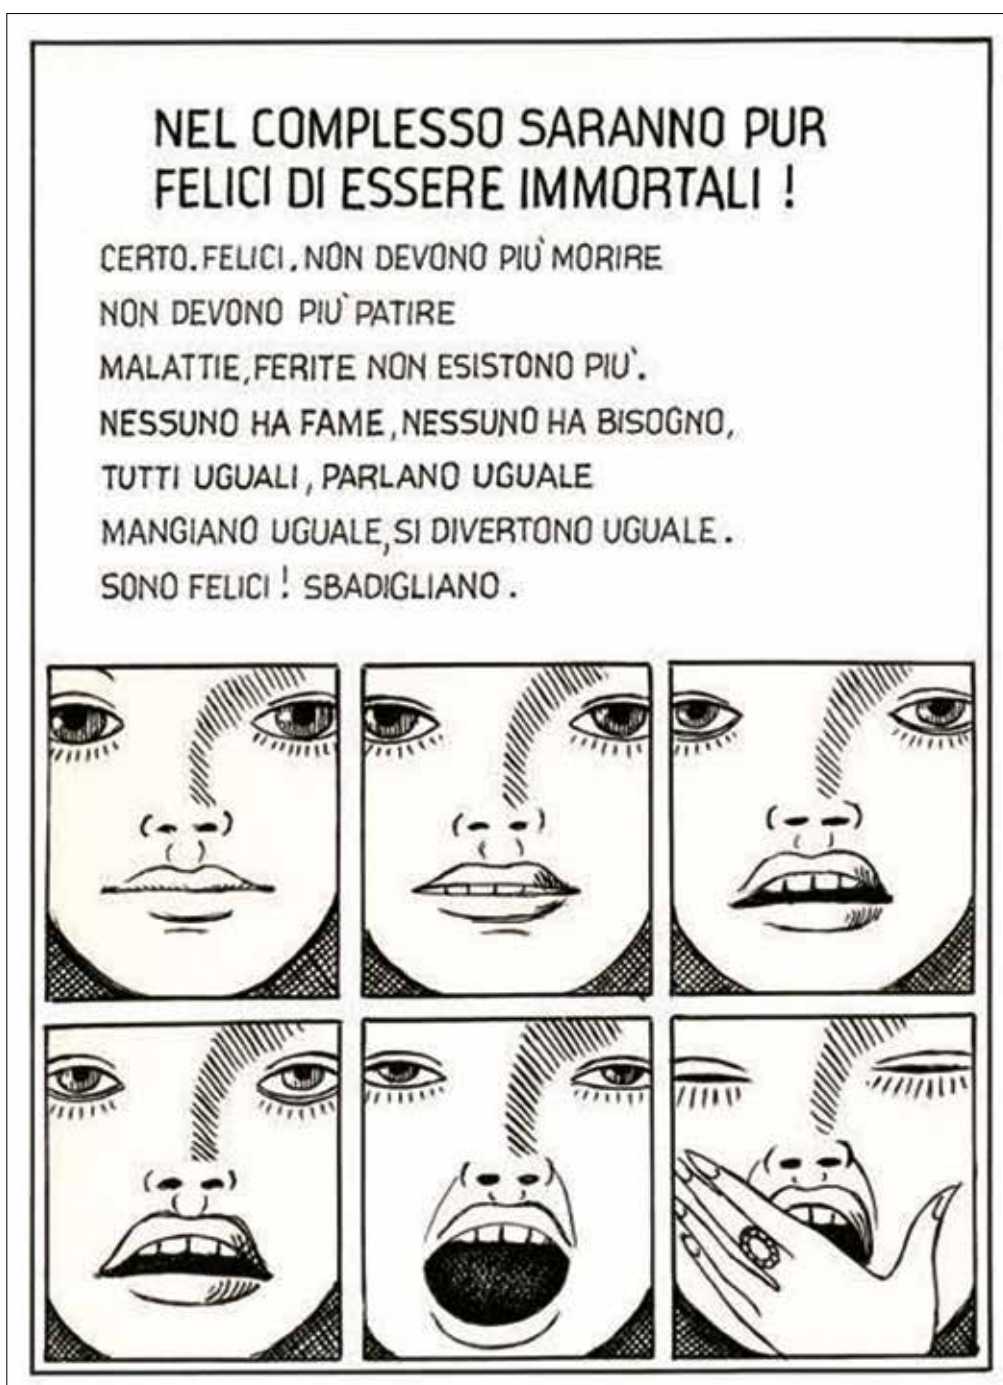 NEL COMPLESSO SARANNO PUR
FELICI DI ESSERE IMMORTALI !
CERTO. FELICI. NON DEVONO PIÙ MORIRE
NON DEVONO PIÙ PATIRE
MALATTIE, FERITE NON ESISTONO PIÙ.
NESSUNO HA FAME, NESSUNO HA BISOGNO,
TUTTI UGUALI, PARLANO UGUALE
MANGIANO UGUALE, SI DIVERTONO UGUALE.
SONO FELICI ! SBADIGLIANO.